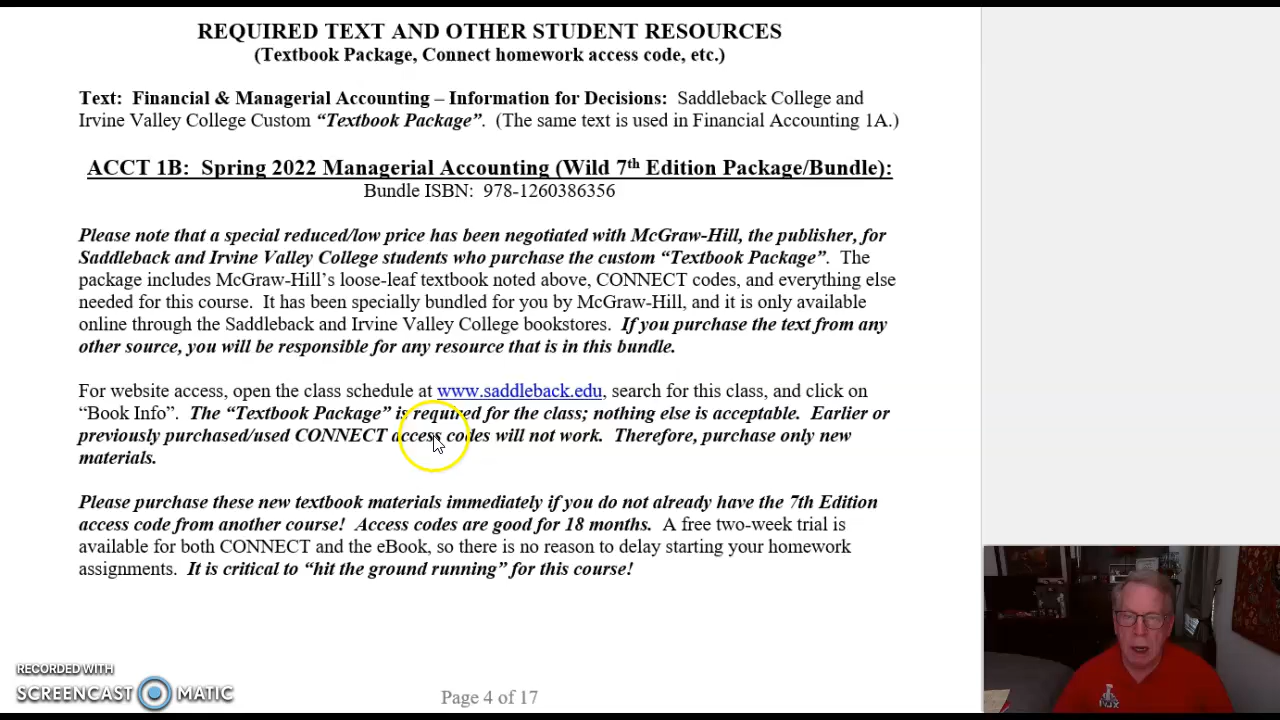 REQUIRED TEXT AND OTHER STUDENT RESOURCES
(Textbook Package, Connect homework access code, etc.)
Text: Financial & Managerial Accounting – Information for Decisions: Saddleback College and
Irvine Valley College Custom “Textbook Package”. (The same text is used in Financial Accounting 1A.)
ACCT 1B: Spring 2022 Managerial Accounting (Wild 7th Edition Package/Bundle):
Bundle ISBN: 978-1260386356
Please note that a special reduced/low price has been negotiated with McGraw-Hill, the publisher, for
Saddleback and Irvine Valley College students who purchase the custom “Textbook Package”. The
package includes McGraw-Hill’s loose-leaf textbook noted above, CONNECT codes, and everything else
needed for this course. It has been specially bundled for you by McGraw-Hill, and it is only available
online through the Saddleback and Irvine Valley College bookstores. If you purchase the text from any
other source, you will be responsible for any resource that is in this bundle.
For website access, open the class schedule at www.saddleback.edu, search for this class, and click on
“Book Info”. The “Textbook Package” is required for the class; nothing else is acceptable. Earlier or
previously purchased/used CONNECT access codes will not work. Therefore, purchase only new
materials.
Please purchase these new textbook materials immediately if you do not already have the 7th Edition
access code from another course! Access codes are good for 18 months. A free two-week trial is
available for both CONNECT and the eBook, so there is no reason to delay starting your homework
assignments. It is critical to “hit the ground running” for this course!
RECORDED WITH
SCREENCAST MATIC
Page 4 of 17